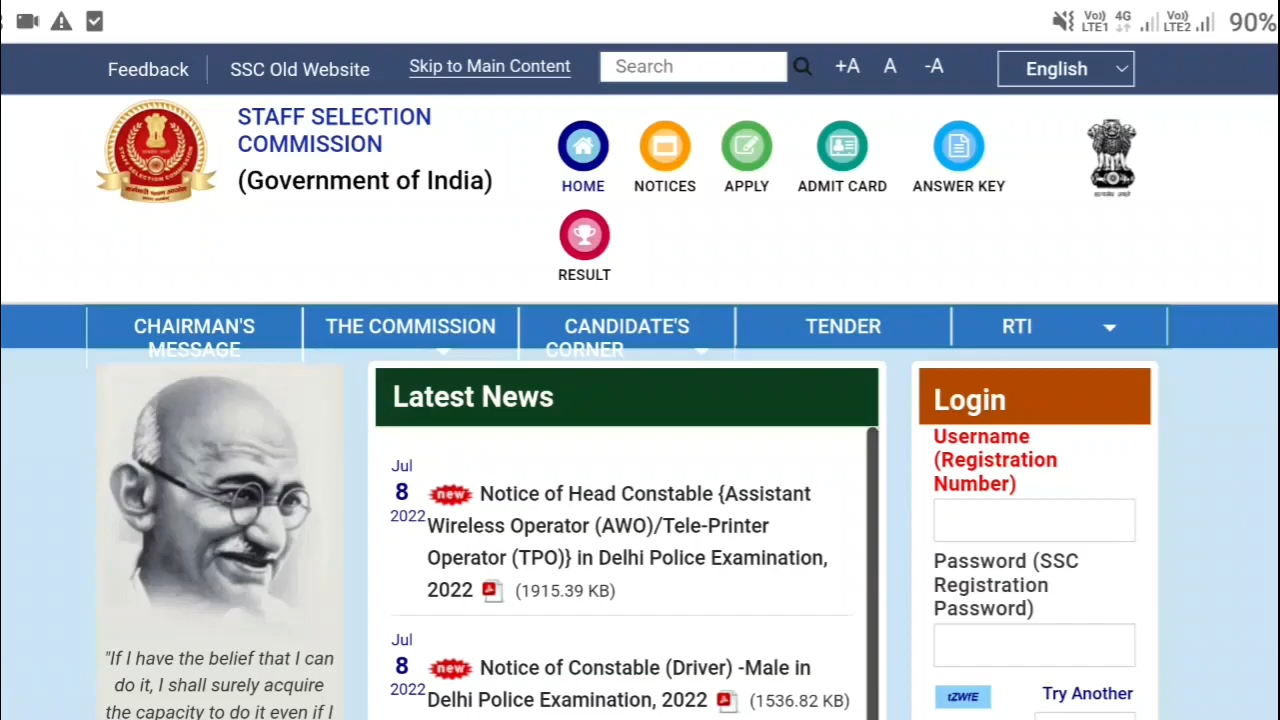 Vo)) 4G Vo)) 90%
LTE1 LTE2
Feedback SSC Old Website Skip to Main Content Search +A A -A English
STAFF SELECTION
COMMISSION
(Government of India)
HOME NOTICES APPLY ADMIT CARD ANSWER KEY
RESULT
CHAIRMAN'S
MESSAGE
THE COMMISSION
CANDIDATE'S
CORNER
TENDER
RTI
"If I have the belief that I can
do it, I shall surely acquire
the capacity to do it even if I
Latest News
Jul
8
2022
new Notice of Head Constable {Assistant
Wireless Operator (AWO)/Tele-Printer
Operator (TPO)} in Delhi Police Examination,
2022 (1915.39 KB)
Jul
8
2022
new Notice of Constable (Driver) -Male in
Delhi Police Examination, 2022 (1536.82 KB)
Login
Username
(Registration
Number)
Password (SSC
Registration
Password)
tZWfE Try Another